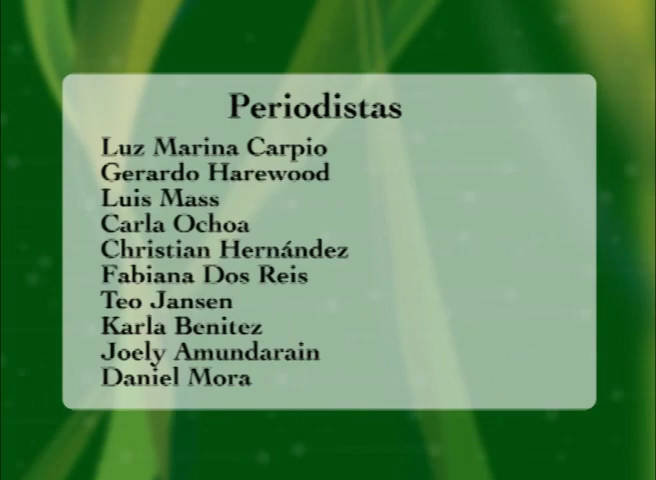 Periodistas
Luz Marina Carpio
Gerardo Harewood
Luis Mass
Carla Ochoa
Christian Hernández
Fabiana Dos Reis
Teo Jansen
Karla Benitez
Joely Amundarain
Daniel Mora